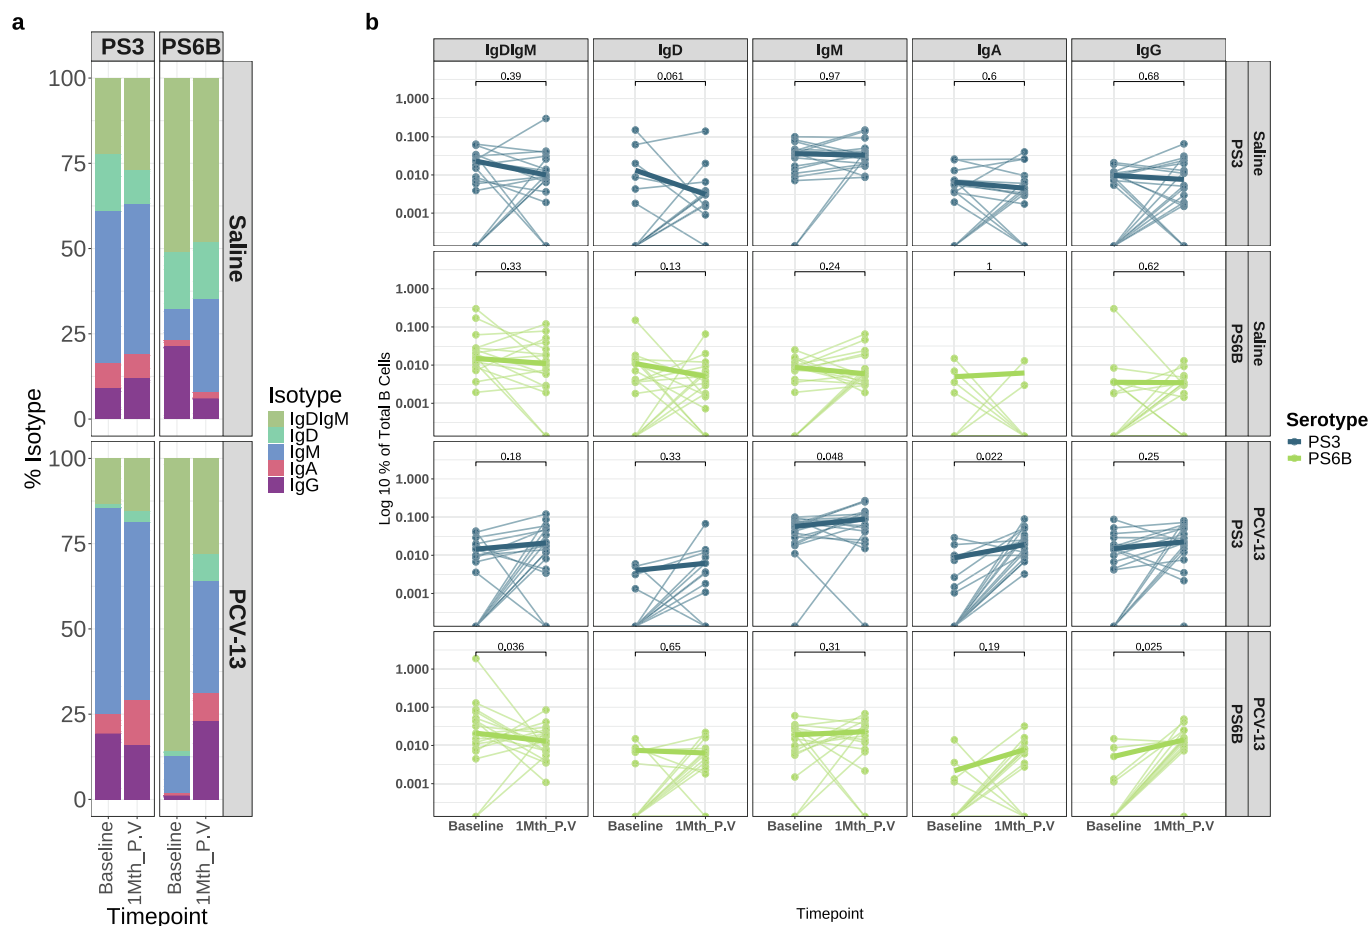 a
PS3 PS6B
100
75
50
25
0
Saline
100
75
50
25
0
PCV-13
% Isotype
Baseline 1Mth_P.V Baseline 1Mth_P.V
Timepoint
Isotype
IgDIgM
IgD
IgM
IgA
IgG
b
IgDIgM IgD IgM IgA IgG
0.39 0.061 0.97 0.6 0.68
1.000
0.100
0.010
0.001
PS3 Saline
0.33 0.13 0.24 1 0.62
1.000
0.100
0.010
0.001
PS6B Saline
0.18 0.33 0.048 0.022 0.25
1.000
0.100
0.010
0.001
PS3 PCV-13
0.036 0.65 0.31 0.19 0.025
1.000
0.100
0.010
0.001
PS6B PCV-13
Log 10 % of Total B Cells
Baseline 1Mth_P.V Baseline 1Mth_P.V Baseline 1Mth_P.V Baseline 1Mth_P.V Baseline 1Mth_P.V
Timepoint
Serotype
PS3
PS6B